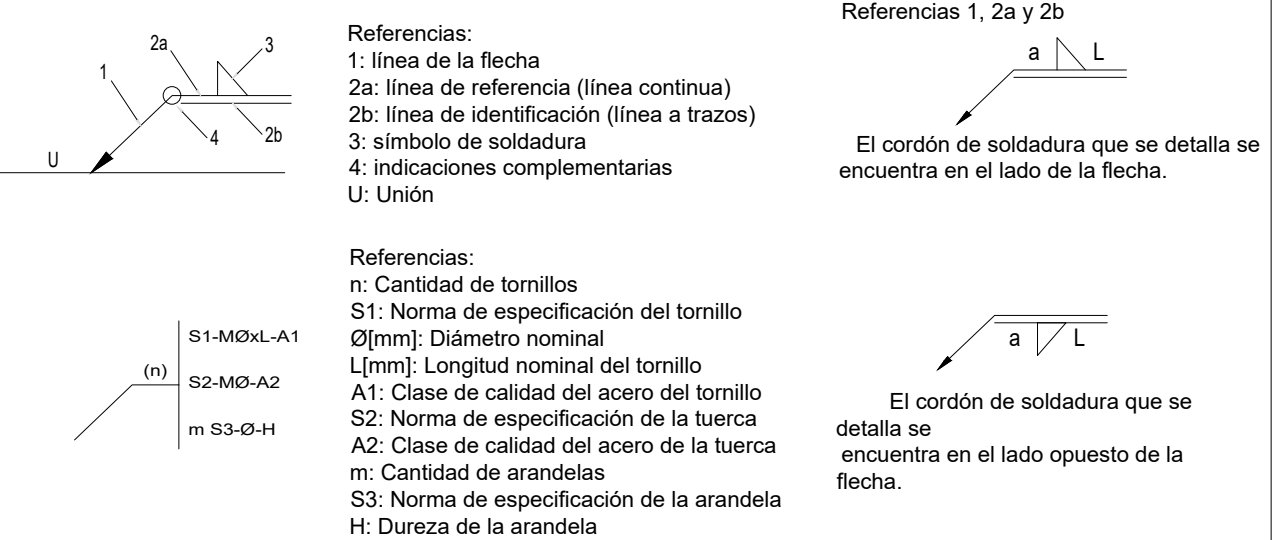 1
2a
3
4
2b
U
Referencias:
1: línea de la flecha
2a: línea de referencia (línea continua)
2b: línea de identificación (línea a trazos)
3: símbolo de soldadura
4: indicaciones complementarias
U: Unión
Referencias 1, 2a y 2b
a L
El cordón de soldadura que se detalla se
encuentra en el lado de la flecha.
(n)
S1-MØxL-A1
S2-MØ-A2
m S3-Ø-H
Referencias:
n: Cantidad de tornillos
S1: Norma de especificación del tornillo
Ø[mm]: Diámetro nominal
L[mm]: Longitud nominal del tornillo
A1: Clase de calidad del acero del tornillo
S2: Norma de especificación de la tuerca
A2: Clase de calidad del acero de la tuerca
m: Cantidad de arandelas
S3: Norma de especificación de la arandela
H: Dureza de la arandela
a L
El cordón de soldadura que se
detalla se
encuentra en el lado opuesto de la
flecha.